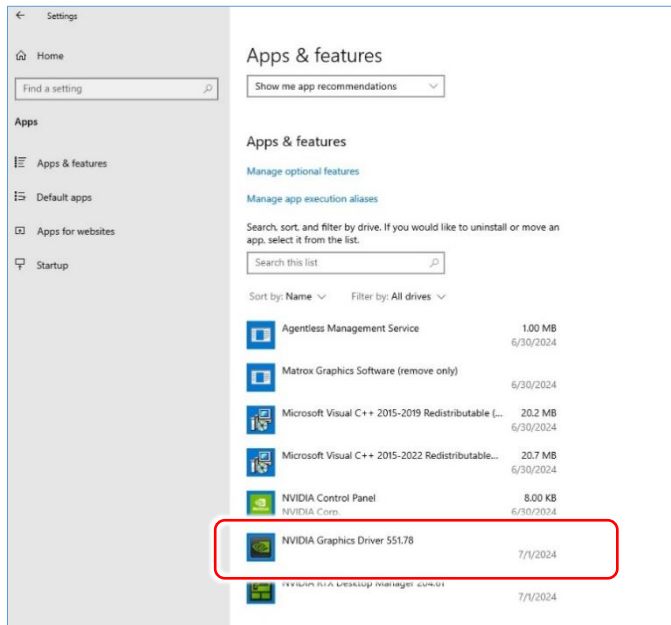 Settings
Home
Find a setting
Apps
Apps & features
Default apps
Apps for websites
Startup
Apps & features
Show me app recommendations
Apps & features
Manage optional features
Manage app execution aliases
Search, sort, and filter by drive. If you would like to uninstall or move an
app, select it from the list.
Search this list
Sort by: Name Filter by: All drives
Agentless Management Service 1.00 MB
6/30/2024
Matrox Graphics Software (remove only)
6/30/2024
Microsoft Visual C++ 2015-2019 Redistributable (... 20.2 MB
6/30/2024
Microsoft Visual C++ 2015-2022 Redistributable... 20.7 MB
6/30/2024
NVIDIA Control Panel 8.00 KB
NVIDIA Corp. 6/30/2024
NVIDIA Graphics Driver 551.78
7/1/2024
NVIDIA RTX Desktop Manager 204.61
7/1/2024